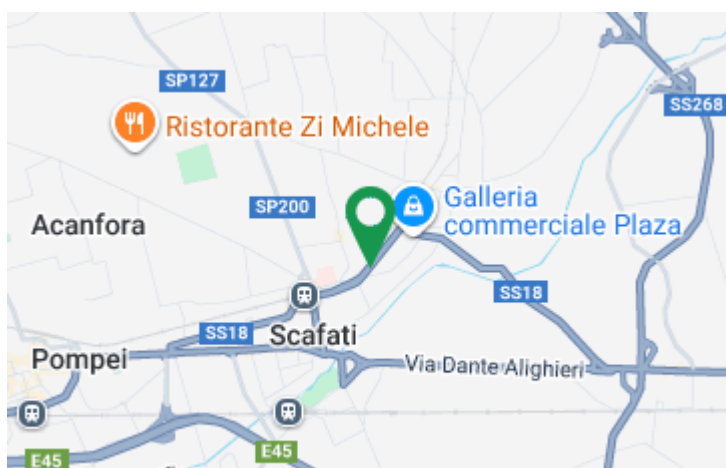 SP127
SS268
Ristorante Zi Michele
SP200
Galleria
commerciale Plaza
Acanfora
SS18
SS18
Scafati
Pompei
Via Dante Alighieri
E45
E45